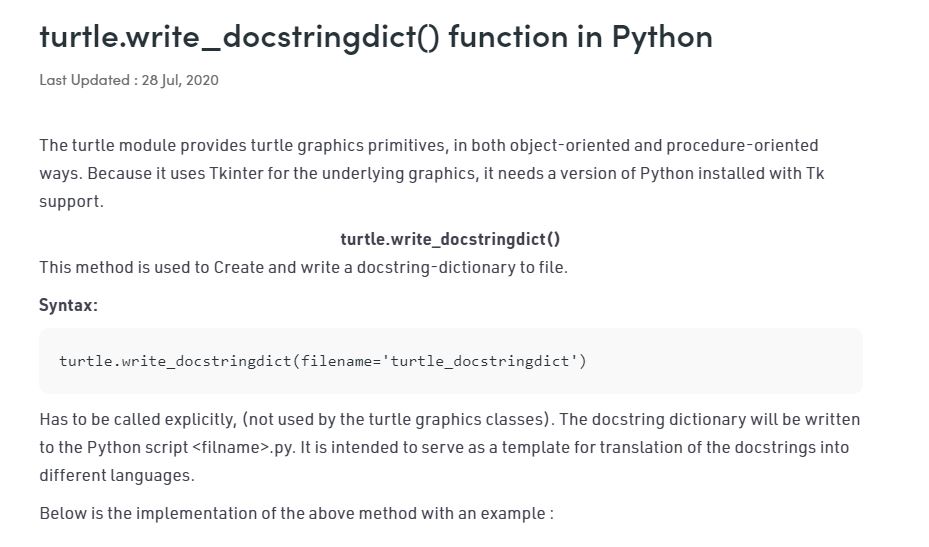 turtle.write_docstringdict() function in Python
Last Updated : 28 Jul, 2020
The turtle module provides turtle graphics primitives, in both object-oriented and procedure-oriented
ways. Because it uses Tkinter for the underlying graphics, it needs a version of Python installed with Tk
support.
turtle.write_docstringdict()
This method is used to Create and write a docstring-dictionary to file.
Syntax:
turtle.write_docstringdict(filename='turtle_docstringdict')
Has to be called explicitly, (not used by the turtle graphics classes). The docstring dictionary will be written
to the Python script <filname>.py. It is intended to serve as a template for translation of the docstrings into
different languages.
Below is the implementation of the above method with an example :